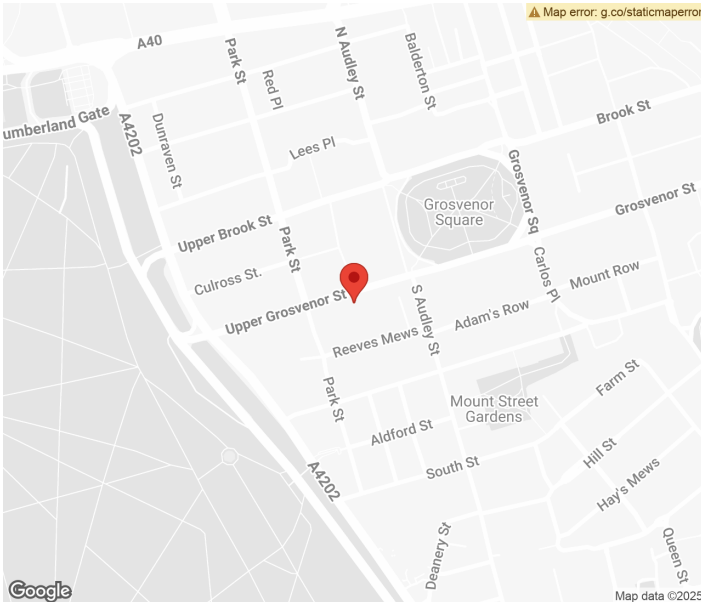 Map error: g.co/staticmaperror
A40
Park St
N Audley St
Balderton St
Red Pl
Brook St
umberland Gate
A4202
Dunraven St
Lees Pl
Grosvenor Sq
Grosvenor
Square
Grosvenor St
Upper Brook St
Park St
Culross St.
Carlos Pl
Mount Row
Upper Grosvenor St
S Audley St
Adam's Row
Reeves Mews
Park St
Farm St
Mount Street
Gardens
Aldford St
Hill St
South St
A4202
Hay's Mews
Deanery St
Queen St
Google
Map data ©2025